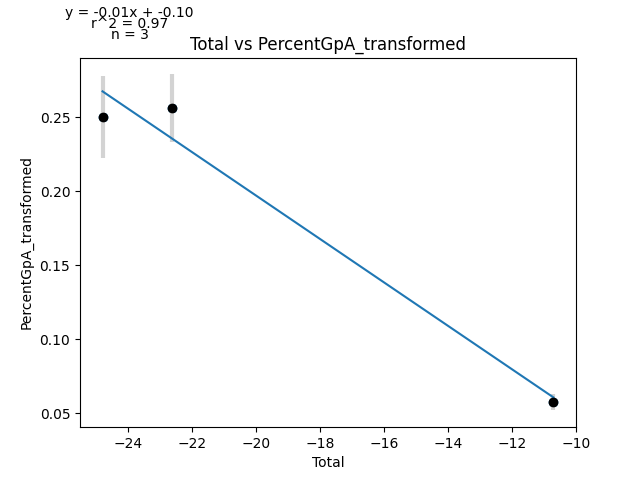 y = -0.01x + -0.10
r^2 = 0.97
n = 3
Total vs PercentGpA_transformed
PercentGpA_transformed
0.25
0.20
0.15
0.10
0.05
−24 −22 −20 −18 −16 −14 −12 −10
Total